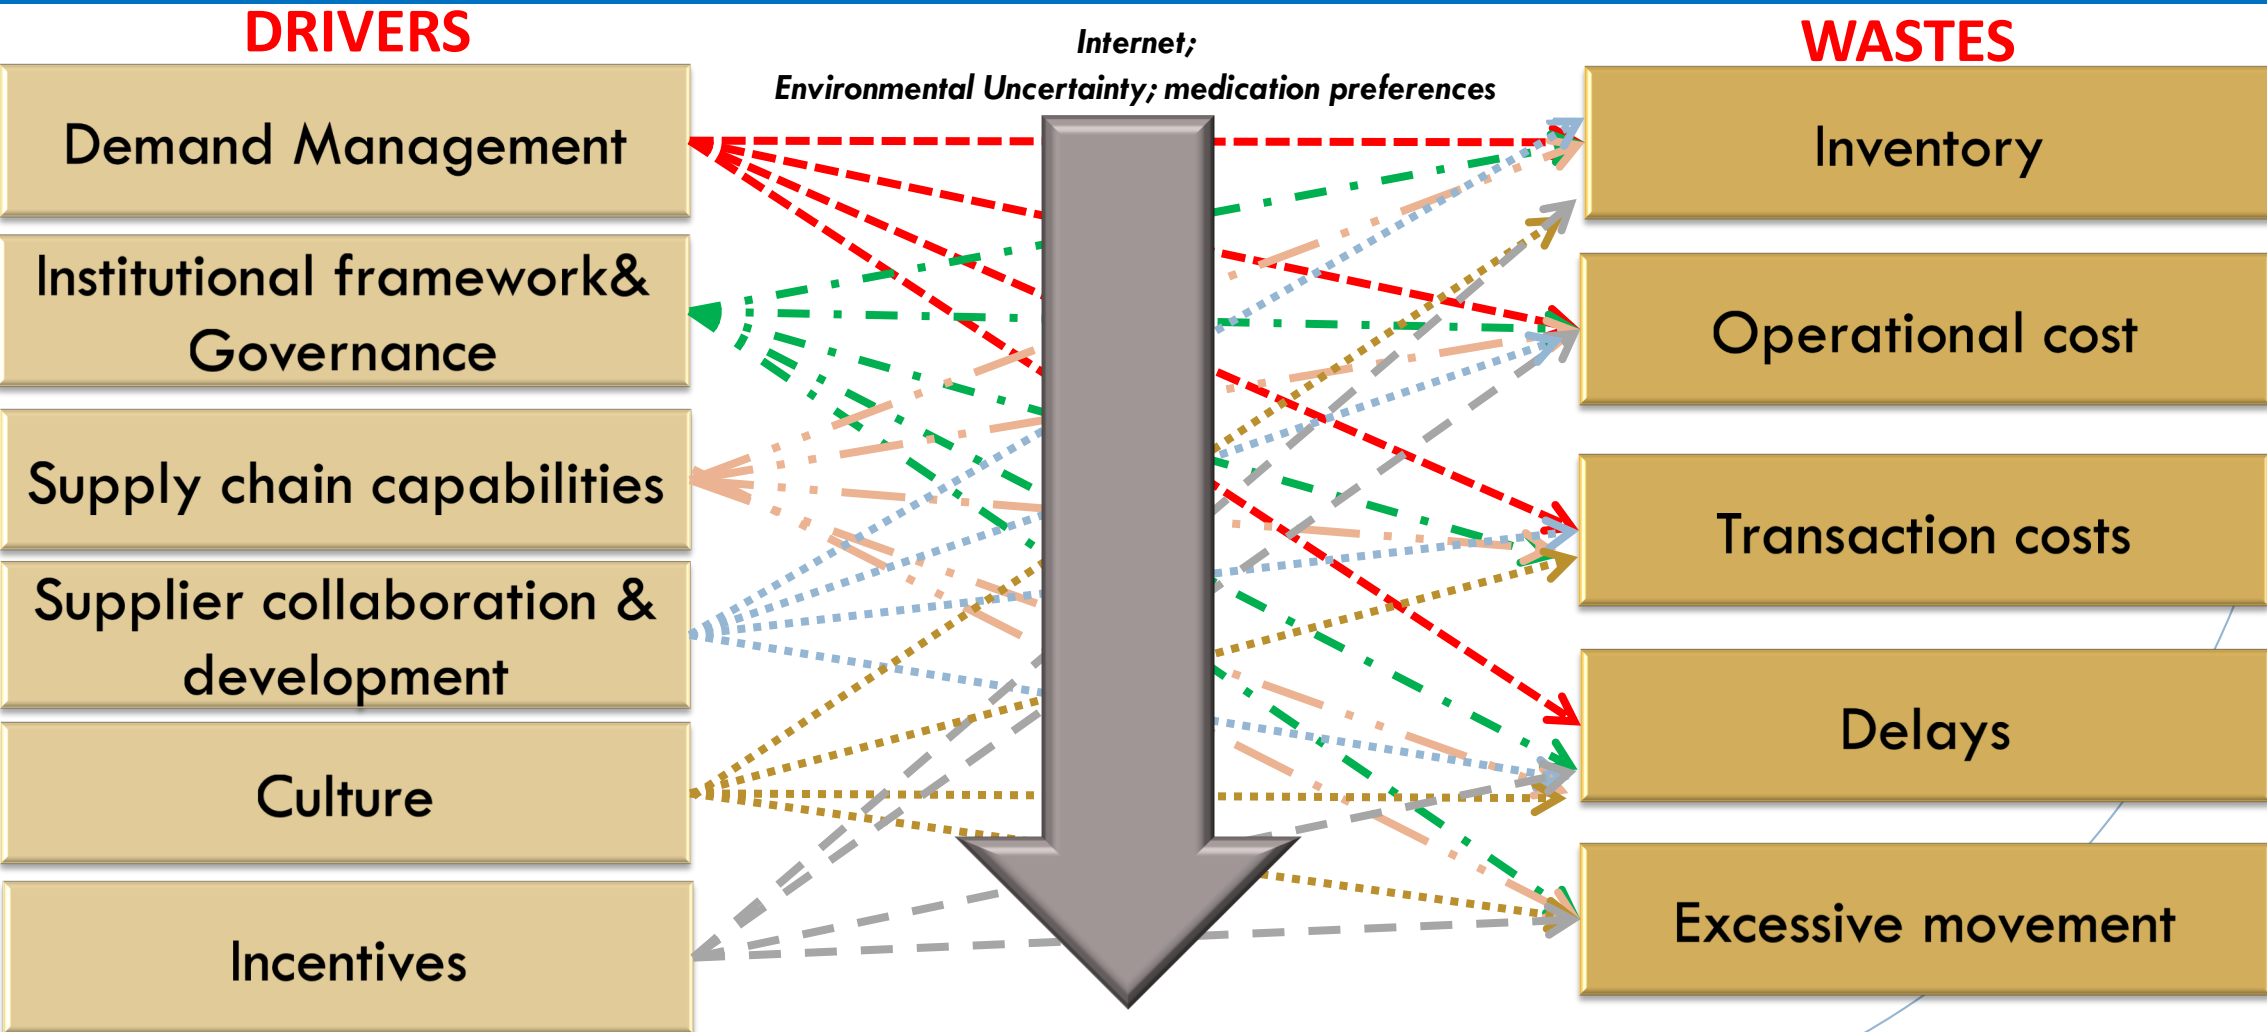 DRIVERS
Internet;
Environmental Uncertainty; medication preferences
WASTES
Demand Management
Institutional framework&
Governance
Supply chain capabilities
Supplier collaboration &
development
Culture
Incentives
Inventory
Operational cost
Transaction costs
Delays
Excessive movement